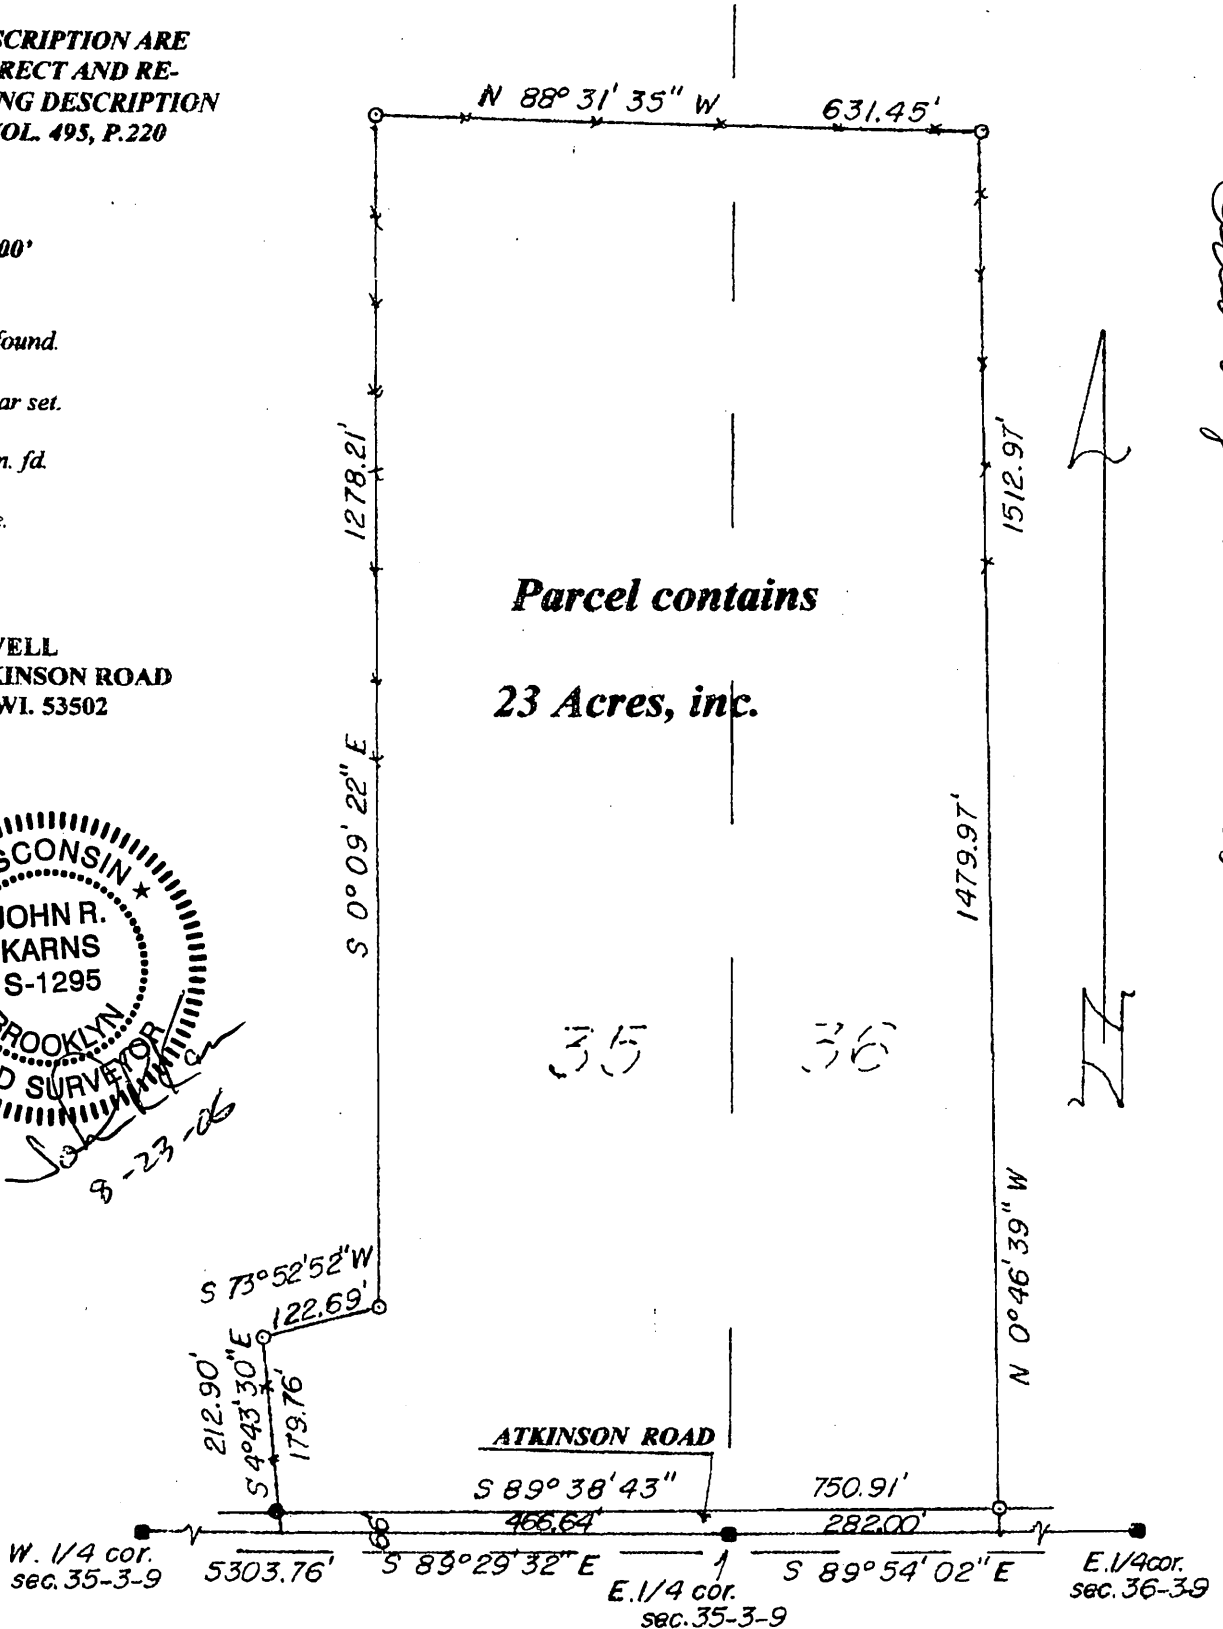 SCRIPTION ARE
RECT AND RE-
NG DESCRIPTION
OL. 495, P.220
00'
found.
ar set.
n. fd.
e.
ELL
KINSON ROAD
WI. 53502
SCONSIN ★
JOHN R.
KARNS
S-1295
BROOKLYN
D SURVEYOR
8-23-06
N 88° 31' 35" W 631.45'
1278.21'
S 0° 09' 22" E
1512.97'
1479.97'
N 0° 46' 39" W
Parcel contains
23 Acres, inc.
35 36
N
S 73° 52' 52" W
122.69'
212.90'
S 4° 43' 30" E
179.76'
ATKINSON ROAD
S 89° 38' 43" 750.91'
466.64' 282.00'
66
W. 1/4 cor.
sec. 35-3-9
5303.76' S 89° 29' 32" E
E. 1/4 cor.
sec. 35-3-9
S 89° 54' 02" E
E. 1/4 cor.
sec. 36-3-9